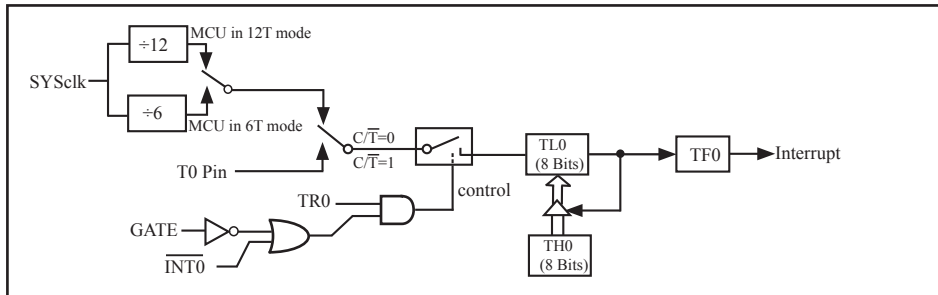 MCU in 12T mode
÷12
SYSclk
÷6
MCU in 6T mode
C/T̅=0
C/T̅=1
T0 Pin
TL0
(8 Bits)
TF0
Interrupt
TR0
control
GATE
I̅N̅T̅0̅
TH0
(8 Bits)